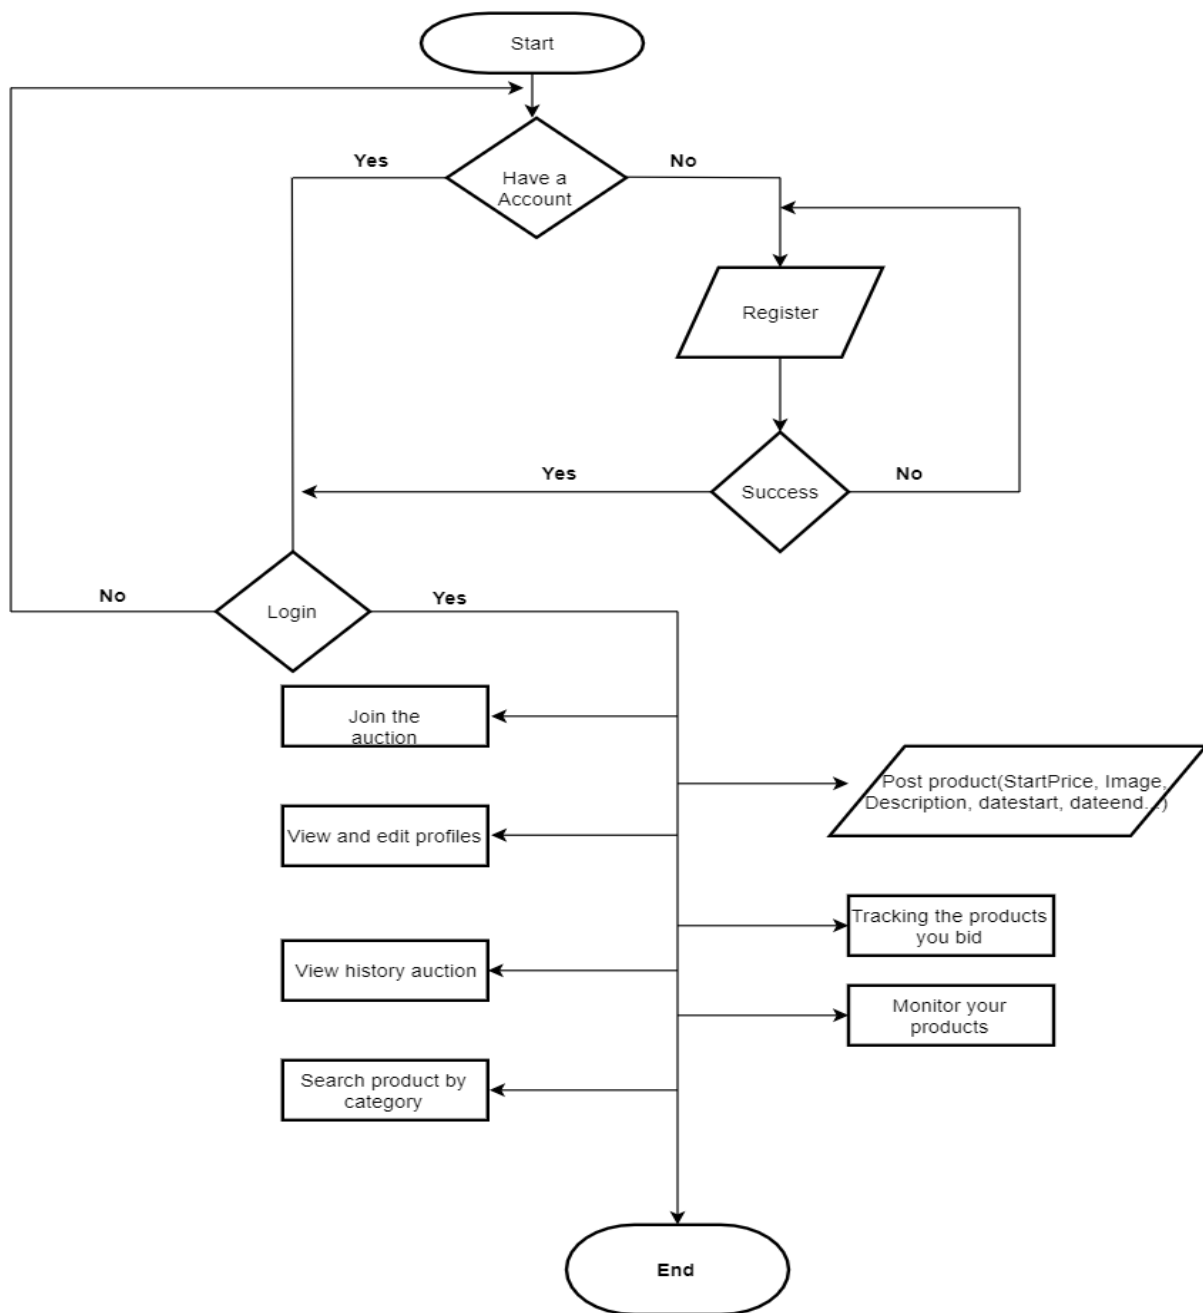 Start
Yes
No
Have a
Account
Register
Yes
Success
No
No
Login
Yes
Join the
auction
Post product(StartPrice, Image,
Description, datestart, dateend...)
View and edit profiles
Tracking the products
you bid
View history auction
Monitor your
products
Search product by
category
End